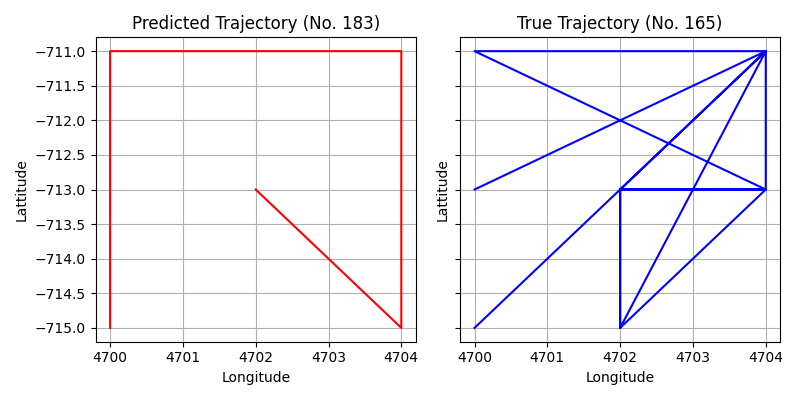 Predicted Trajectory (No. 183)
True Trajectory (No. 165)
Lattitude
−711.0
−711.5
−712.0
−712.5
−713.0
−713.5
−714.0
−714.5
−715.0
4700 4701 4702 4703 4704
Longitude
Lattitude
4700 4701 4702 4703 4704
Longitude